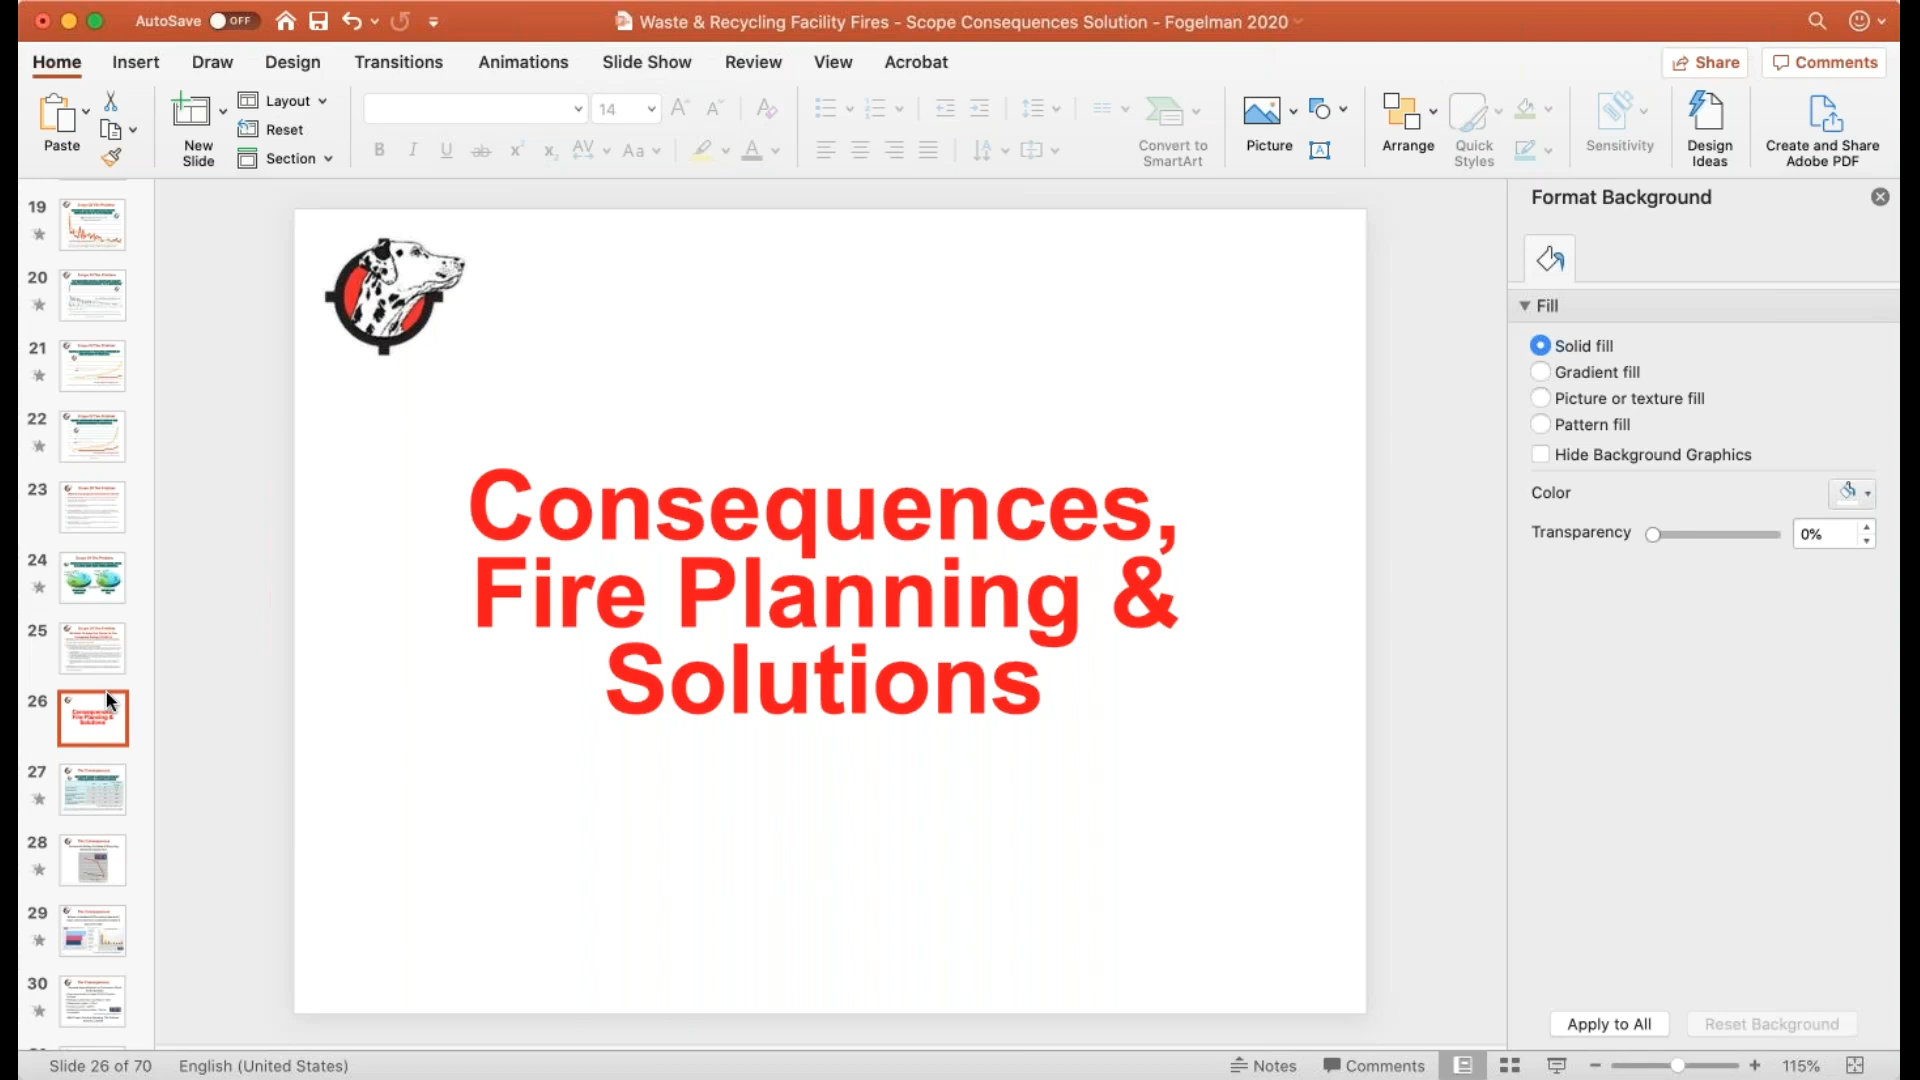 AutoSave OFF
Waste & Recycling Facility Fires - Scope Consequences Solution - Fogelman 2020
Home Insert Draw Design Transitions Animations Slide Show Review View Acrobat
Share Comments
Paste
New Slide
Layout
Reset
Section
14
B I U ab x² x₂ AV Aa A
Convert to SmartArt
Picture
Arrange
Quick Styles
Sensitivity
Design Ideas
Create and Share Adobe PDF
19
20
21
22
23
24
25
26
27
28
29
30
Consequences,
Fire Planning &
Solutions
Format Background
Fill
Solid fill
Gradient fill
Picture or texture fill
Pattern fill
Hide Background Graphics
Color
Transparency 0%
Apply to All Reset Background
Slide 26 of 70 English (United States) Notes Comments 115%